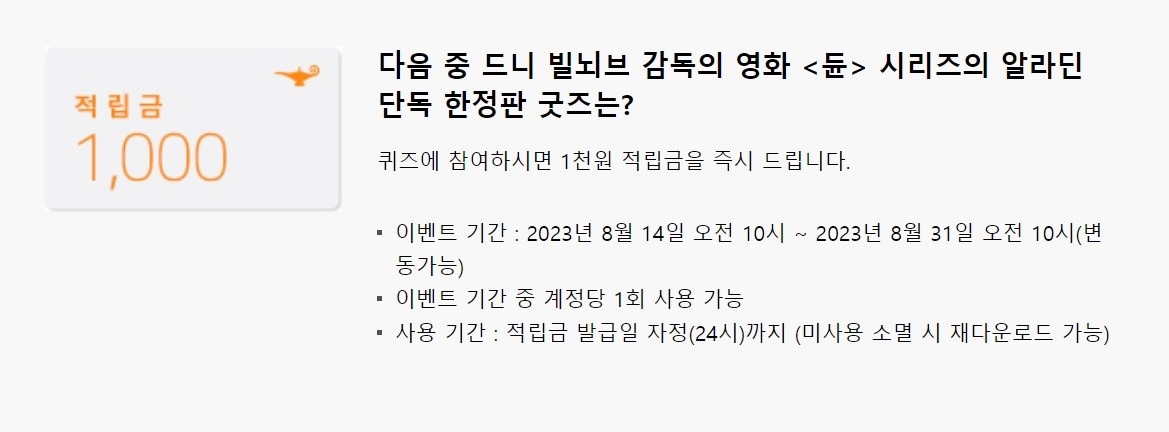 적립금
1,000
다음 중 드니 빌뇌브 감독의 영화 <듄> 시리즈의 알라딘
단독 한정판 굿즈는?
퀴즈에 참여하시면 1천원 적립금을 즉시 드립니다.
이벤트 기간 : 2023년 8월 14일 오전 10시 ~ 2023년 8월 31일 오전 10시(변
동가능)
이벤트 기간 중 계정당 1회 사용 가능
사용 기간 : 적립금 발급일 자정(24시)까지 (미사용 소멸 시 재다운로드 가능)